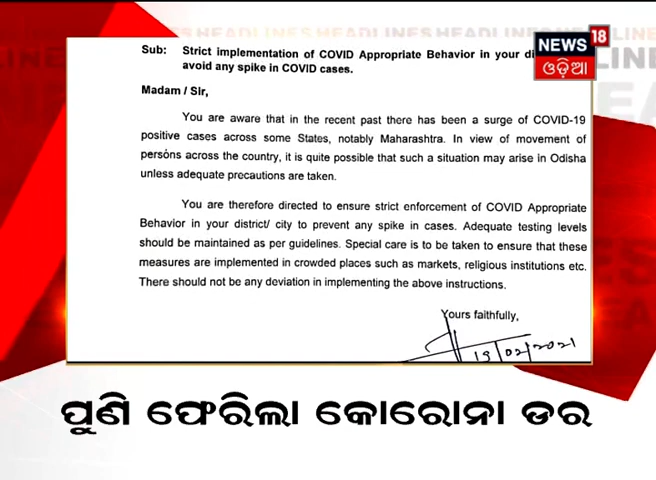 HEADLINES HEADLINES HEADLINES
Sub: Strict implementation of COVID Appropriate Behavior in your
avoid any spike in COVID cases.
NEWS 18
ଓଡ଼ିଆ
Madam / Sir,
You are aware that in the recent past there has been a surge of COVID-19
positive cases across some States, notably Maharashtra. In view of movement of
persons across the country, it is quite possible that such a situation may arise in Odisha
unless adequate precautions are taken.
You are therefore directed to ensure strict enforcement of COVID Appropriate
Behavior in your district/ city to prevent any spike in cases. Adequate testing levels
should be maintained as per guidelines. Special care is to be taken to ensure that these
measures are implemented in crowded places such as markets, religious institutions etc.
There should not be any deviation in implementing the above instructions.
Yours faithfully,
19/02/2021
ପୁଣି ଫେରିଲା କୋରୋନା ଡର